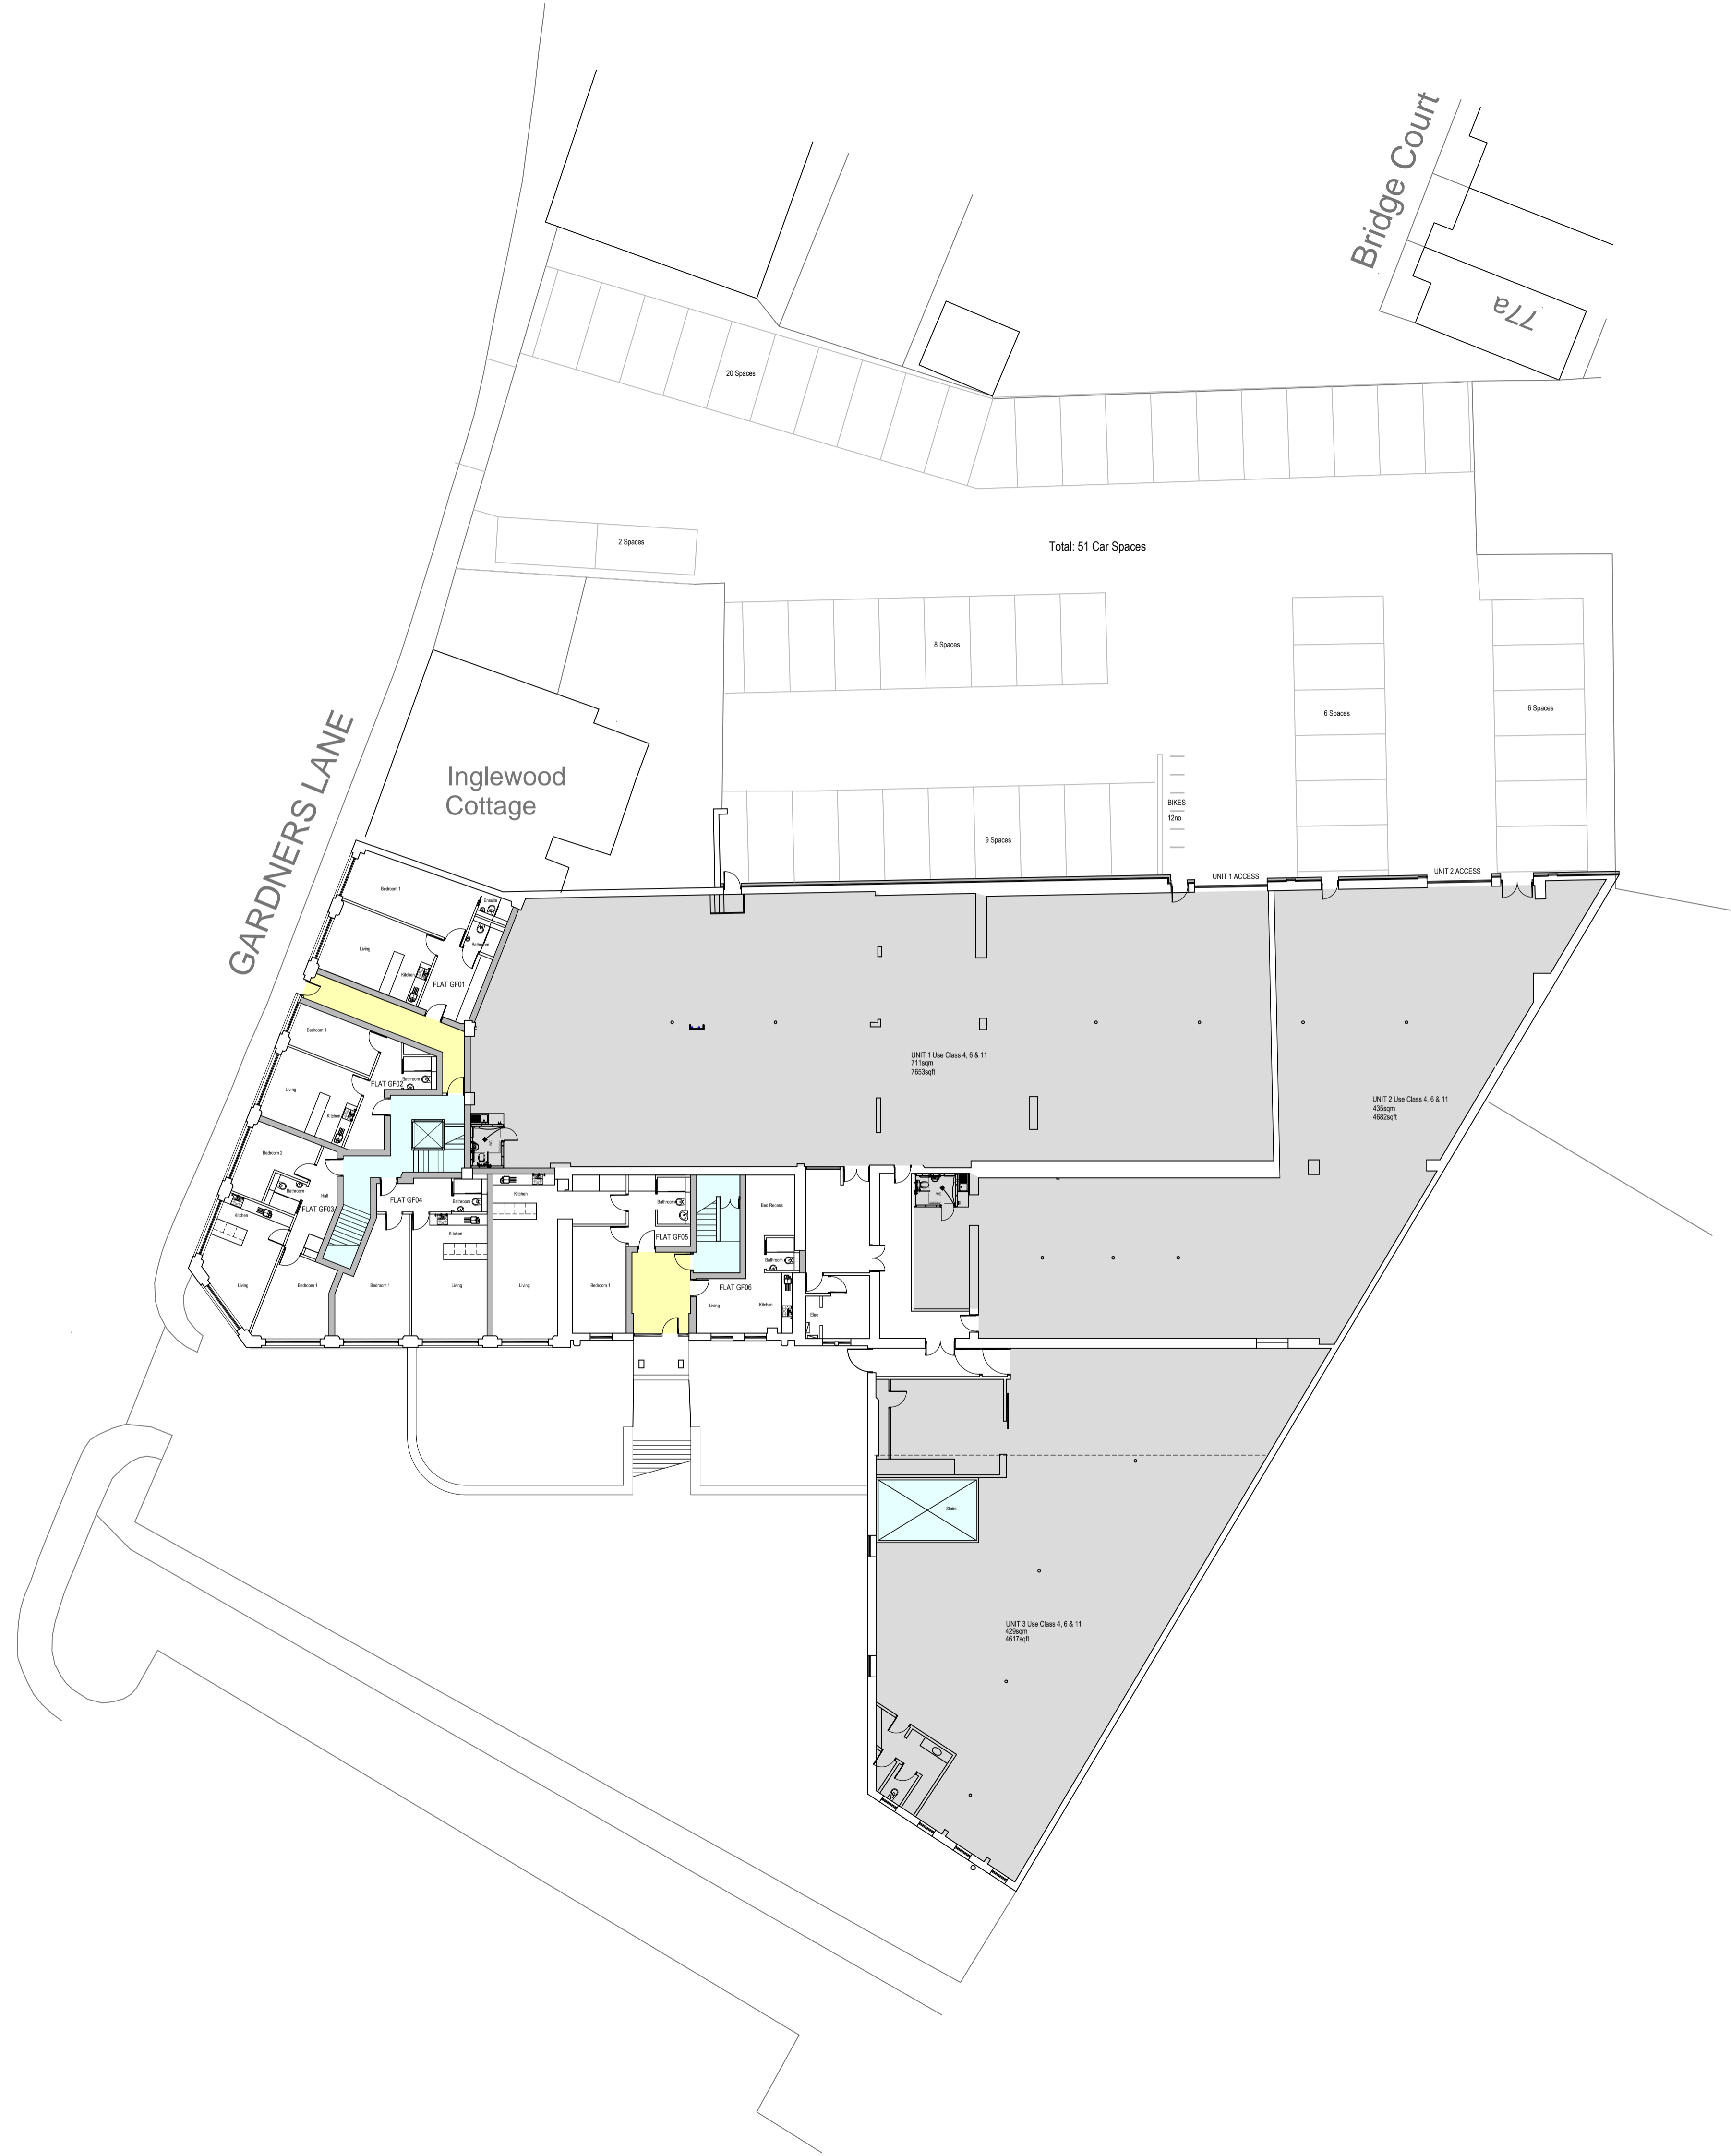 Bridge Court
77a
20 Spaces
2 Spaces
Total: 51 Car Spaces
8 Spaces
6 Spaces
6 Spaces
GARDNERS LANE
Inglewood
Cottage
BIKES
12no
9 Spaces
UNIT 1 ACCESS
UNIT 2 ACCESS
Bedroom 1
Ensuite
Living
Bathroom
Kitchen
FLAT GF01
Bedroom 1
UNIT 1 Use Class 4, 6 & 11
711sqm
7653sqft
Bathroom
FLAT GF02
Living
Kitchen
UNIT 2 Use Class 4, 6 & 11
435sqm
4682sqft
WC
Bedroom 2
Bathroom
Hall
FLAT GF03
Kitchen
FLAT GF04
Bathroom
Kitchen
Kitchen
Bathroom
FLAT GF05
Bed Recess
WC
Bathroom
FLAT GF06
Living
Bedroom 1
Bedroom 1
Living
Living
Bedroom 1
Living
Kitchen
Elec
Stairs
UNIT 3 Use Class 4, 6 & 11
429sqm
4617sqft